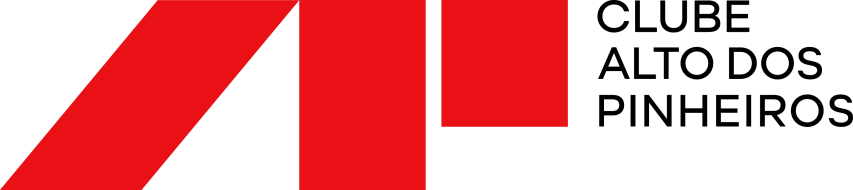 CLUBE
ALTO DOS
PINHEIROS